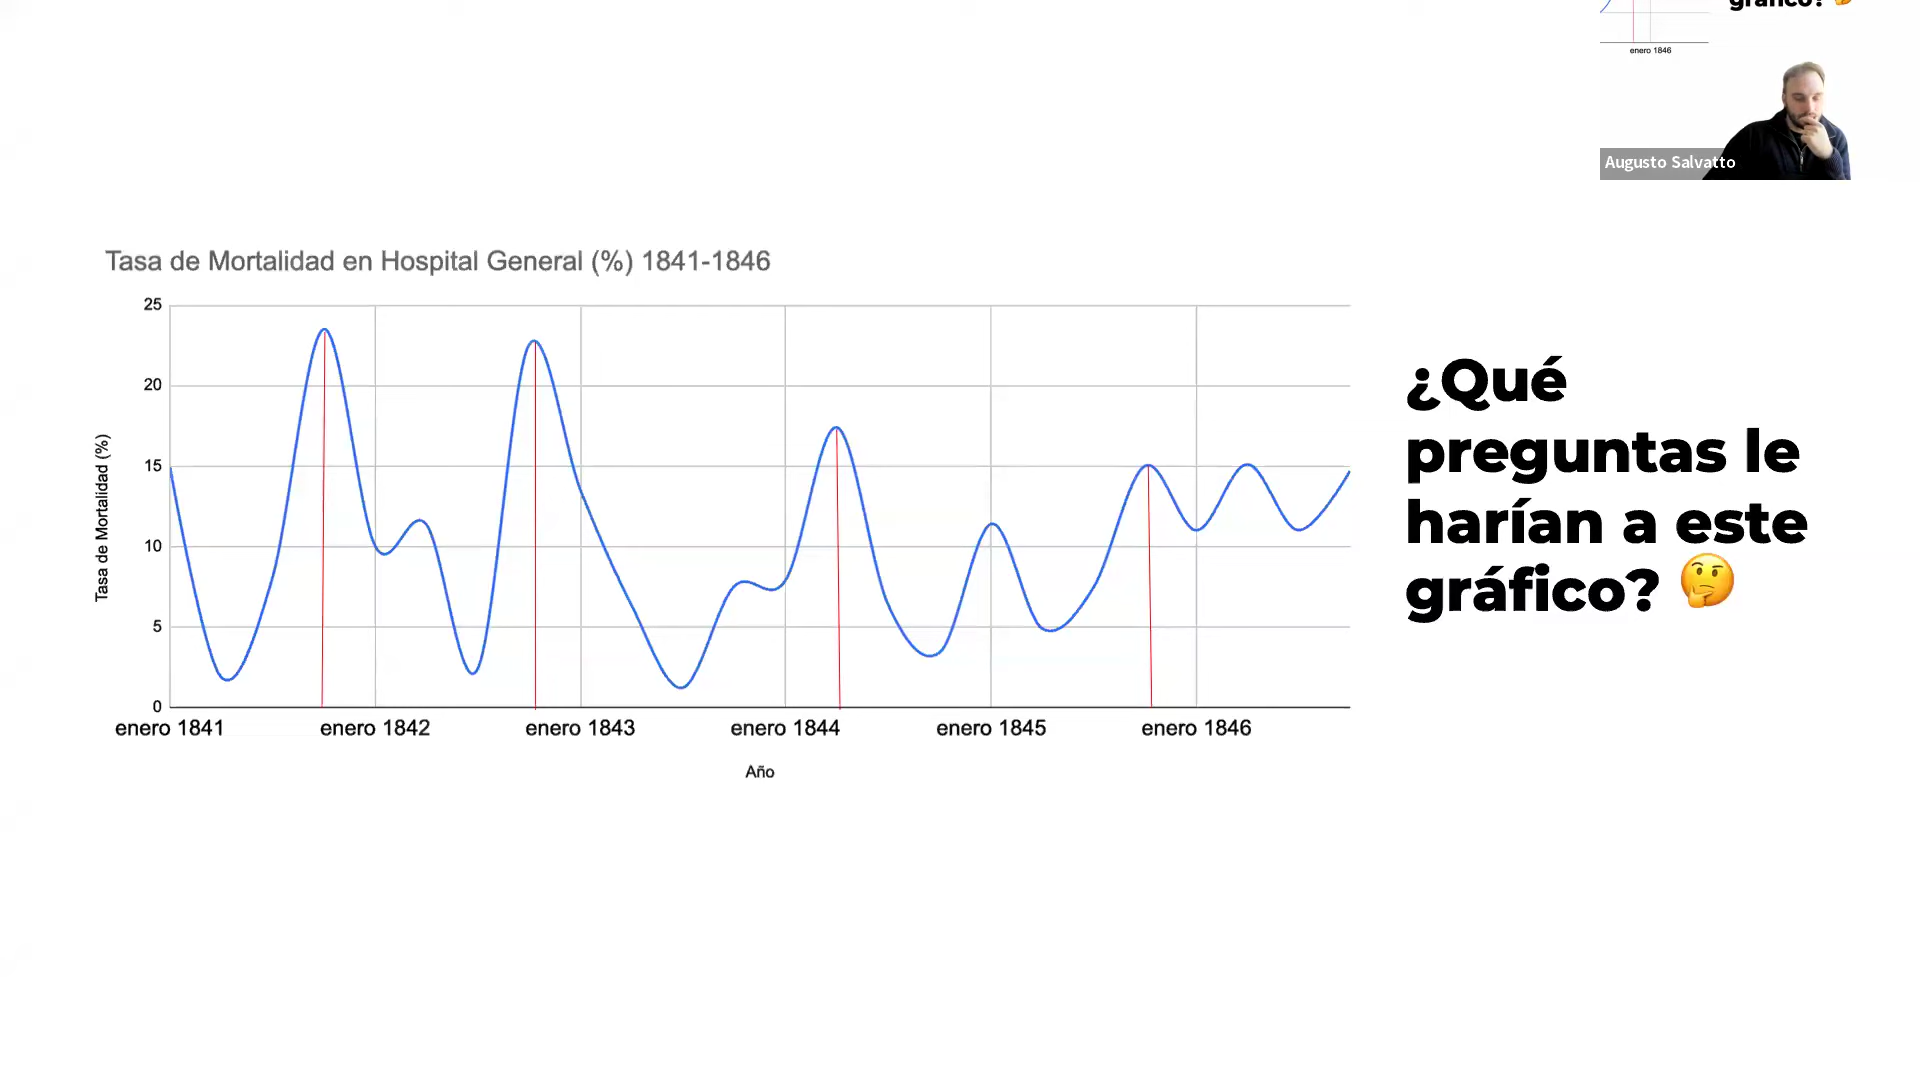 gráfico? 🤔
enero 1846
Augusto Salvatto
Tasa de Mortalidad en Hospital General (%) 1841-1846
25
20
15
10
5
0
Tasa de Mortalidad (%)
enero 1841 enero 1842 enero 1843 enero 1844 enero 1845 enero 1846
Año
¿Qué
preguntas le
harían a este
gráfico? 🤔